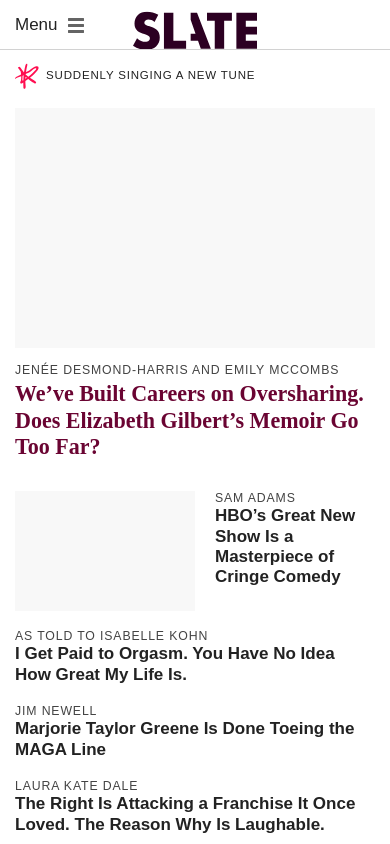 Menu
SLATE
SUDDENLY SINGING A NEW TUNE
JENÉE DESMOND-HARRIS AND EMILY MCCOMBS
We’ve Built Careers on Oversharing.
Does Elizabeth Gilbert’s Memoir Go
Too Far?
SAM ADAMS
HBO’s Great New
Show Is a
Masterpiece of
Cringe Comedy
AS TOLD TO ISABELLE KOHN
I Get Paid to Orgasm. You Have No Idea
How Great My Life Is.
JIM NEWELL
Marjorie Taylor Greene Is Done Toeing the
MAGA Line
LAURA KATE DALE
The Right Is Attacking a Franchise It Once
Loved. The Reason Why Is Laughable.